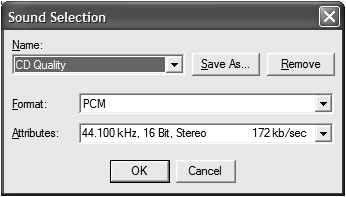 Sound Selection
Name:
CD Quality Save As... Remove
Format: PCM
Attributes: 44.100 kHz, 16 Bit, Stereo 172 kb/sec
OK Cancel